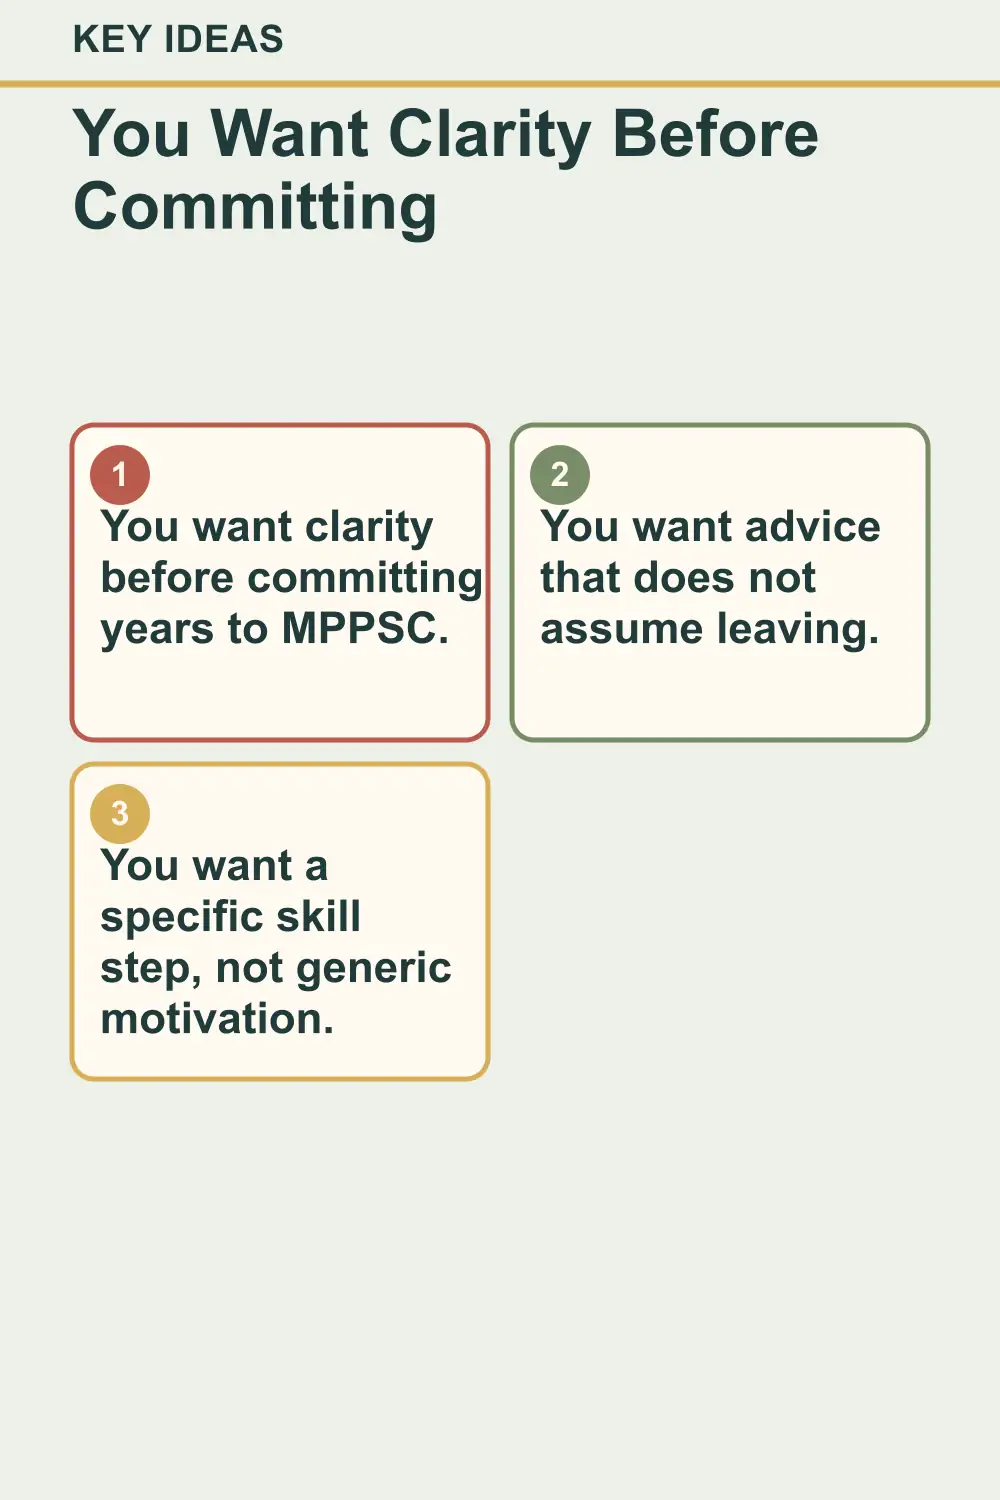 KEY IDEAS
You Want Clarity Before
Committing
1
You want clarity
before committing
years to MPPSC.
2
You want advice
that does not
assume leaving.
3
You want a
specific skill
step, not generic
motivation.